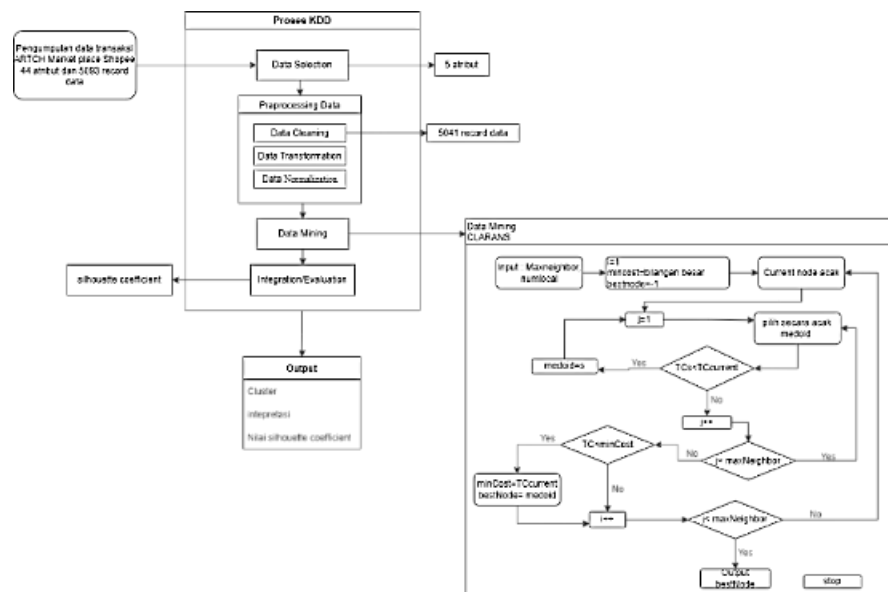 Proses KDD
Pengumpulan data transaksi
ARTCH Market place Shopee
44 atribut dan 5093 record
data
Data Selection
5 atribut
Praprocessing Data
Data Cleaning
5041 record data
Data Transformation
Data Normalization
Data Mining
Integration/Evaluation
silhouette coefficient
Output
Cluster
intepretasi
Nilai silhouette coefficient
Data Mining
CLARANS
Input : Maxneighbor,
numlocal
i=1
mincost=bilangan besar
bestnode=-1
Current node acak
j=1
pilih secara acak
medoid
medoid=s
Yes
TCs<TCcurrent
No
j++
Yes
TC<minCost
No
j< maxNeighbor
Yes
minCost=TCcurrent
bestNode= medoid
No
i++
j< maxNeighbor
No
Yes
Output
bestNode
stop